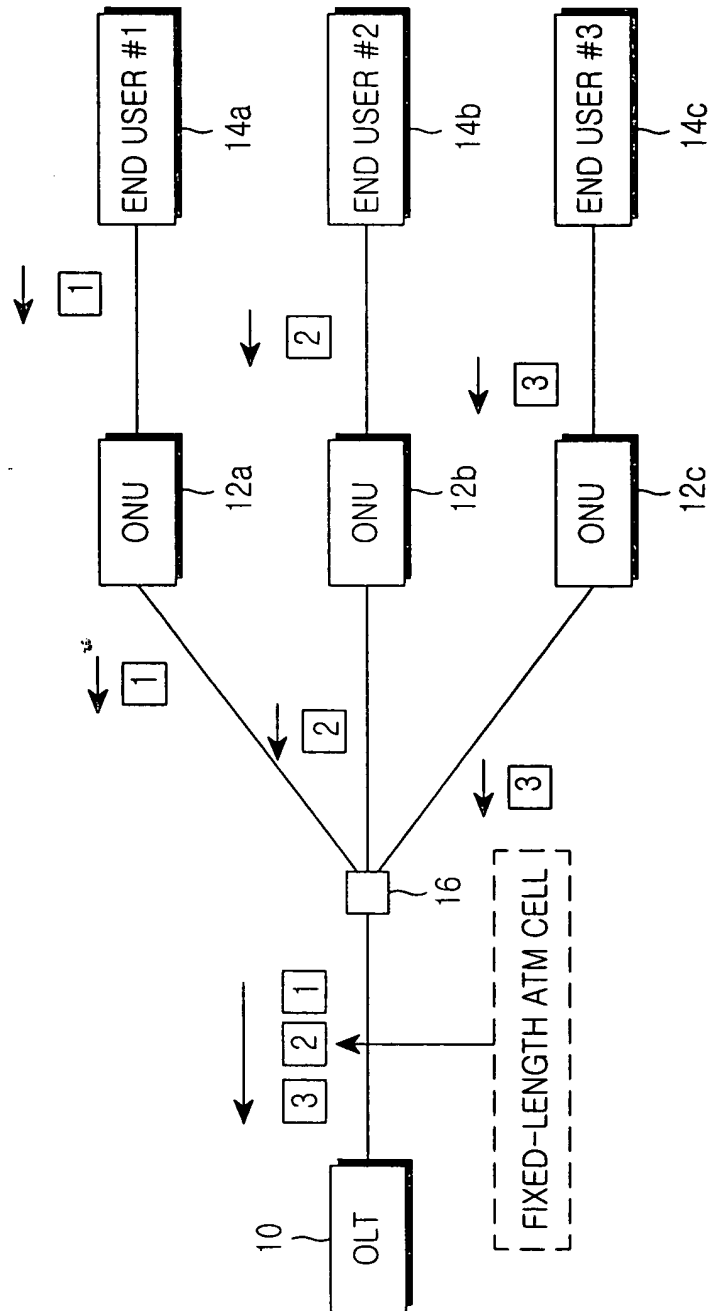 1
1
ONU
END USER #1
12a
14a
10
3 2 1
2
2
OLT
ONU
END USER #2
16
12b
14b
3
3
FIXED-LENGTH ATM CELL
ONU
END USER #3
12c
14c